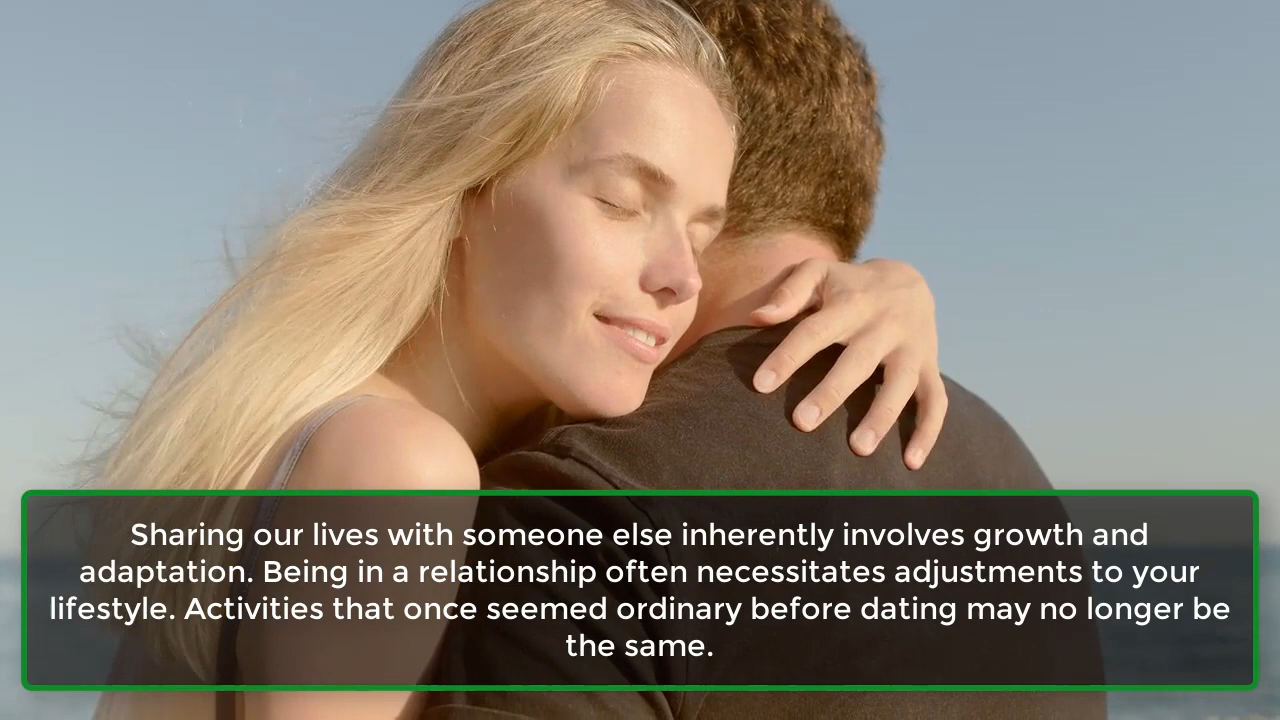 Sharing our lives with someone else inherently involves growth and
adaptation. Being in a relationship often necessitates adjustments to your
lifestyle. Activities that once seemed ordinary before dating may no longer be
the same.